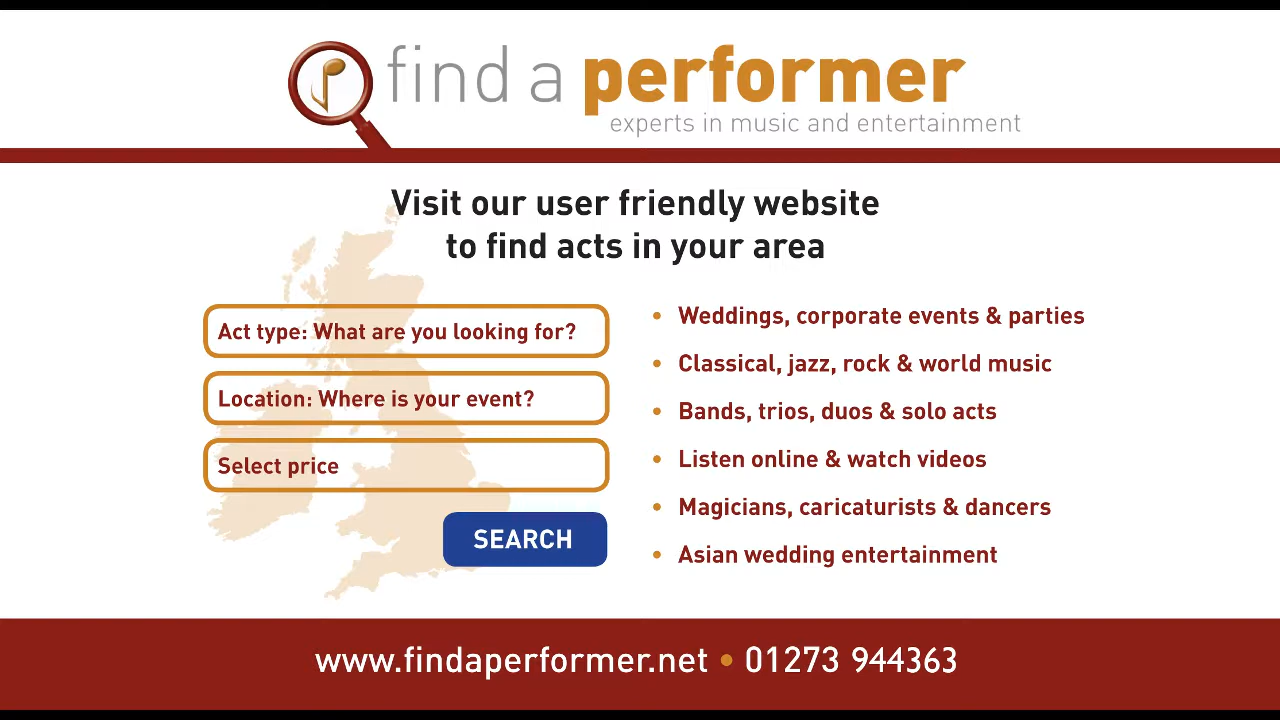 find a performer
experts in music and entertainment
Visit our user friendly website
to find acts in your area
Act type: What are you looking for?
Location: Where is your event?
Select price
SEARCH
• Weddings, corporate events & parties
• Classical, jazz, rock & world music
• Bands, trios, duos & solo acts
• Listen online & watch videos
• Magicians, caricaturists & dancers
• Asian wedding entertainment
www.findaperformer.net • 01273 944363